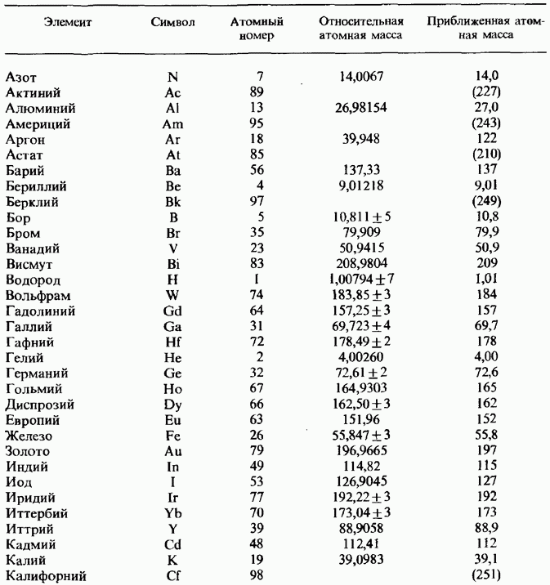 Элемент Символ Атомный номер Относительная атомная масса Приближенная атомная масса
Азот N 7 14,0067 14,0
Актиний Ac 89 (227)
Алюминий Al 13 26,98154 27,0
Америций Am 95 (243)
Аргон Ar 18 39,948 122
Астат At 85 (210)
Барий Ba 56 137,33 137
Бериллий Be 4 9,01218 9,01
Берклий Bk 97 (249)
Бор B 5 10,811±5 10,8
Бром Br 35 79,909 79,9
Ванадий V 23 50,9415 50,9
Висмут Bi 83 208,9804 209
Водород H 1 1,00794±7 1,01
Вольфрам W 74 183,85±3 184
Гадолиний Gd 64 157,25±3 157
Галлий Ga 31 69,723±4 69,7
Гафний Hf 72 178,49±2 178
Гелий He 2 4,00260 4,00
Германий Ge 32 72,61±2 72,6
Гольмий Ho 67 164,9303 165
Диспрозий Dy 66 162,50±3 162
Европий Eu 63 151,96 152
Железо Fe 26 55,847±3 55,8
Золото Au 79 196,9665 197
Индий In 49 114,82 115
Иод I 53 126,9045 127
Иридий Ir 77 192,22±3 192
Иттербий Yb 70 173,04±3 173
Иттрий Y 39 88,9058 88,9
Кадмий Cd 48 112,41 112
Калий K 19 39,0983 39,1
Калифорний Cf 98 (251)